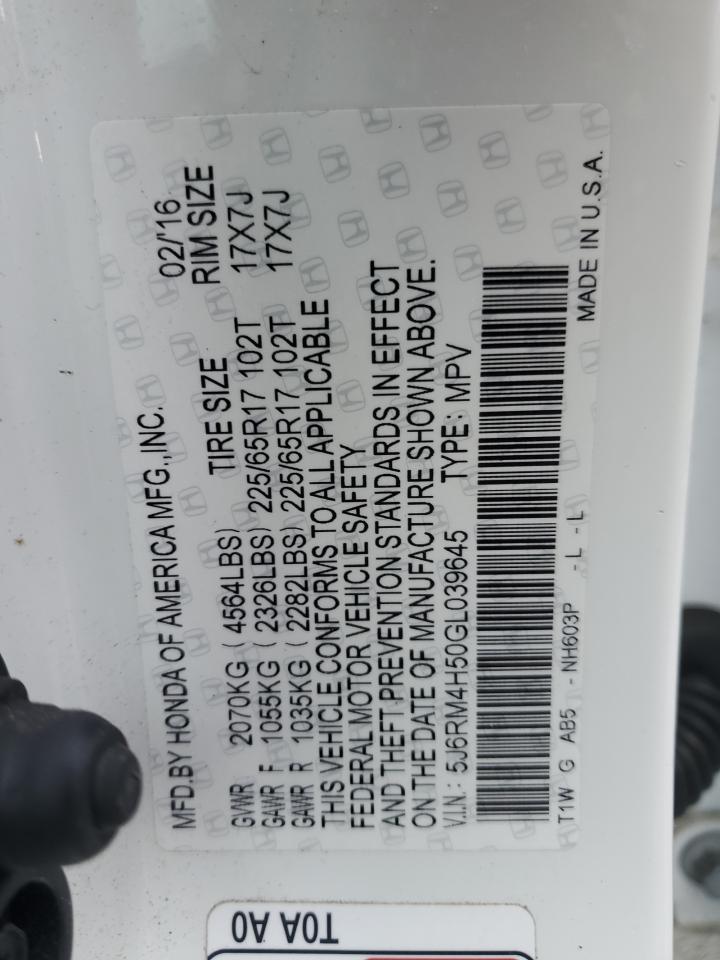 MFD.BY HONDA OF AMERICA MFG.,INC. 02/'16
TIRE SIZE RIM SIZE
GVWR 2070KG ( 4564LBS)
GAWR F 1055KG ( 2326LBS) 225/65R17 102T 17X7J
GAWR R 1035KG ( 2282LBS) 225/65R17 102T 17X7J
THIS VEHICLE CONFORMS TO ALL APPLICABLE
FEDERAL MOTOR VEHICLE SAFETY
AND THEFT PREVENTION STANDARDS IN EFFECT
ON THE DATE OF MANUFACTURE SHOWN ABOVE.
V.I.N.: 5J6RM4H50GL039645 TYPE: MPV
T1W G AB5 - NH603P - L - L
MADE IN U.S.A.
T0A A0